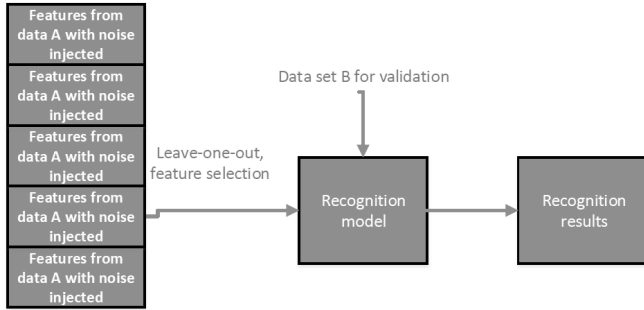 Features from
data A with noise
injected
Features from
data A with noise
injected
Features from
data A with noise
injected
Features from
data A with noise
injected
Features from
data A with noise
injected
Leave-one-out,
feature selection
Data set B for validation
Recognition
model
Recognition
results